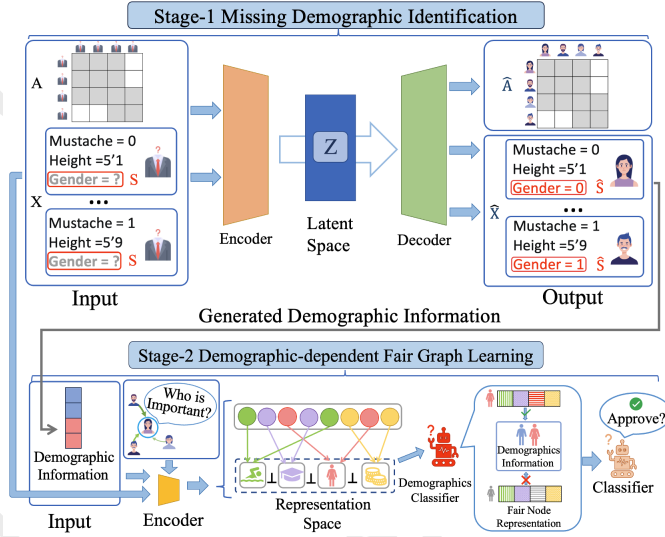 Stage-1 Missing Demographic Identification
A
Mustache = 0
Height =5'1
Gender = ? S
...
X
Mustache = 1
Height =5'9
Gender = ? S
Input
Encoder
Z
Latent
Space
Decoder
Â
Mustache = 0
Height =5'1
Gender = 0 Ŝ
...
X̂
Mustache = 1
Height =5'9
Gender = 1 Ŝ
Output
Generated Demographic Information
Stage-2 Demographic-dependent Fair Graph Learning
Demographic
Information
Input
Who is
Important?
Encoder
Representation
Space
?
Demographics
Classifier
Demographics
Information
Fair Node
Representation
Approve?
?
Classifier